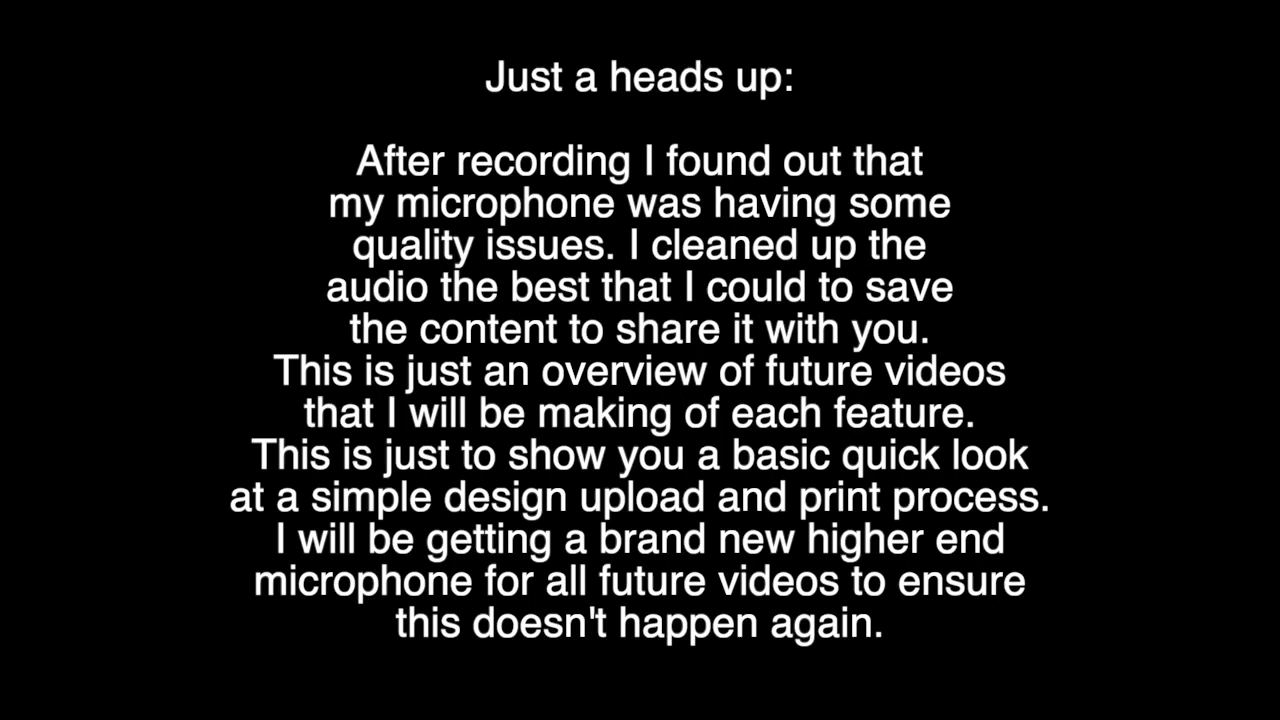 Just a heads up:
After recording I found out that
my microphone was having some
quality issues. I cleaned up the
audio the best that I could to save
the content to share it with you.
This is just an overview of future videos
that I will be making of each feature.
This is just to show you a basic quick look
at a simple design upload and print process.
I will be getting a brand new higher end
microphone for all future videos to ensure
this doesn't happen again.